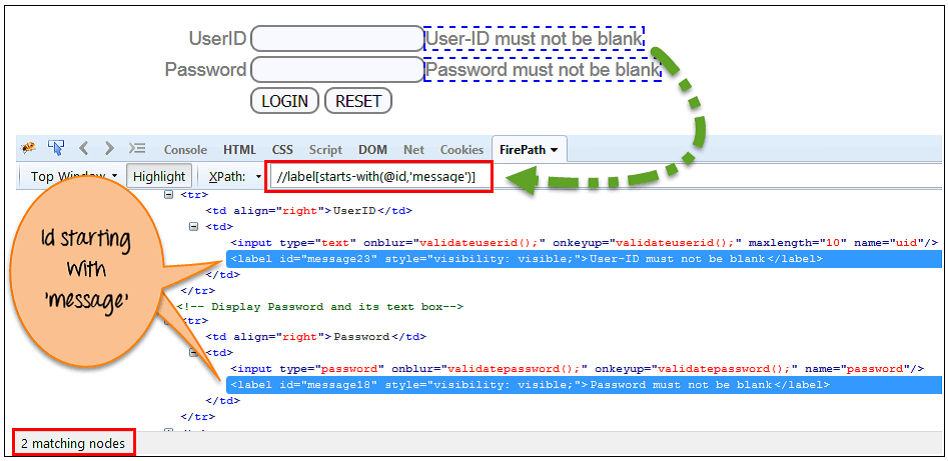 UserID User-ID must not be blank
Password Password must not be blank
LOGIN RESET
Console HTML CSS Script DOM Net Cookies FirePath
Top Window Highlight XPath: //label[starts-with(@id,'message')]
<tr>
<td align="right">UserID</td>
<td>
<input type="text" onblur="validateuserid();" onkeyup="validateuserid();" maxlength="10" name="uid"/>
<label id="message23" style="visibility: visible;">User-ID must not be blank</label>
</td>
</tr>
<!-- Display Password and its text box-->
<tr>
<td align="right">Password</td>
<td>
<input type="password" onblur="validatepassword();" onkeyup="validatepassword();" name="password"/>
<label id="message18" style="visibility: visible;">Password must not be blank</label>
</td>
</tr>
Id starting
with
'message'
2 matching nodes